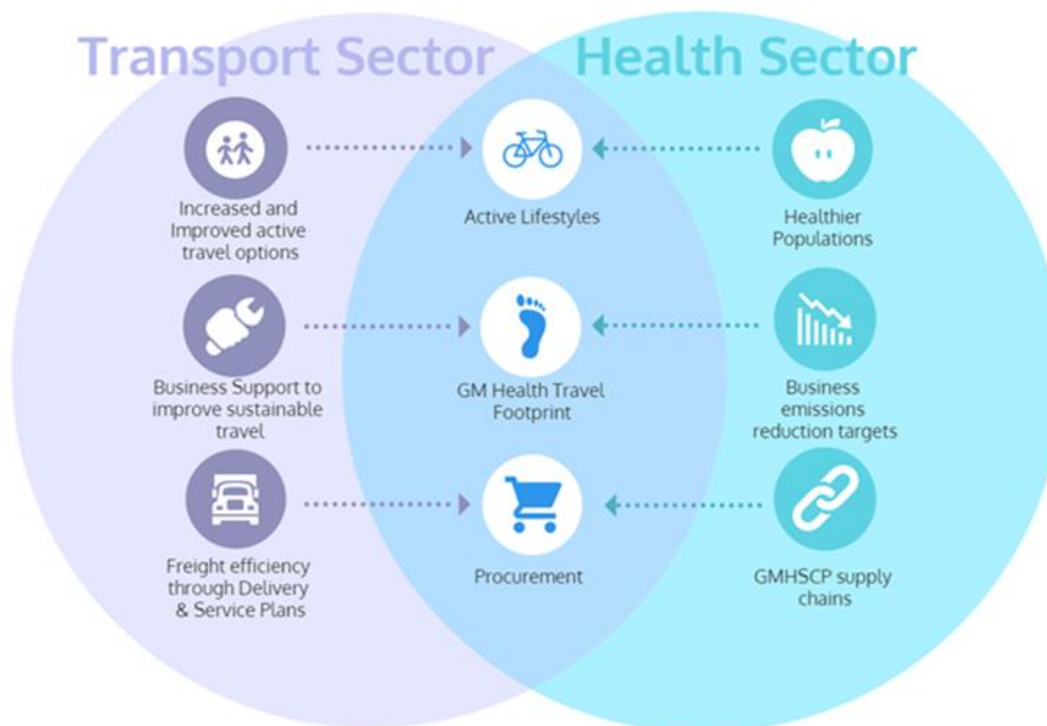 Transport Sector
Health Sector
Increased and
Improved active
travel options
Active Lifestyles
Healthier
Populations
Business Support to
improve sustainable
travel
GM Health Travel
Footprint
Business
emissions
reduction targets
Freight efficiency
through Delivery
& Service Plans
Procurement
GMHSCP supply
chains